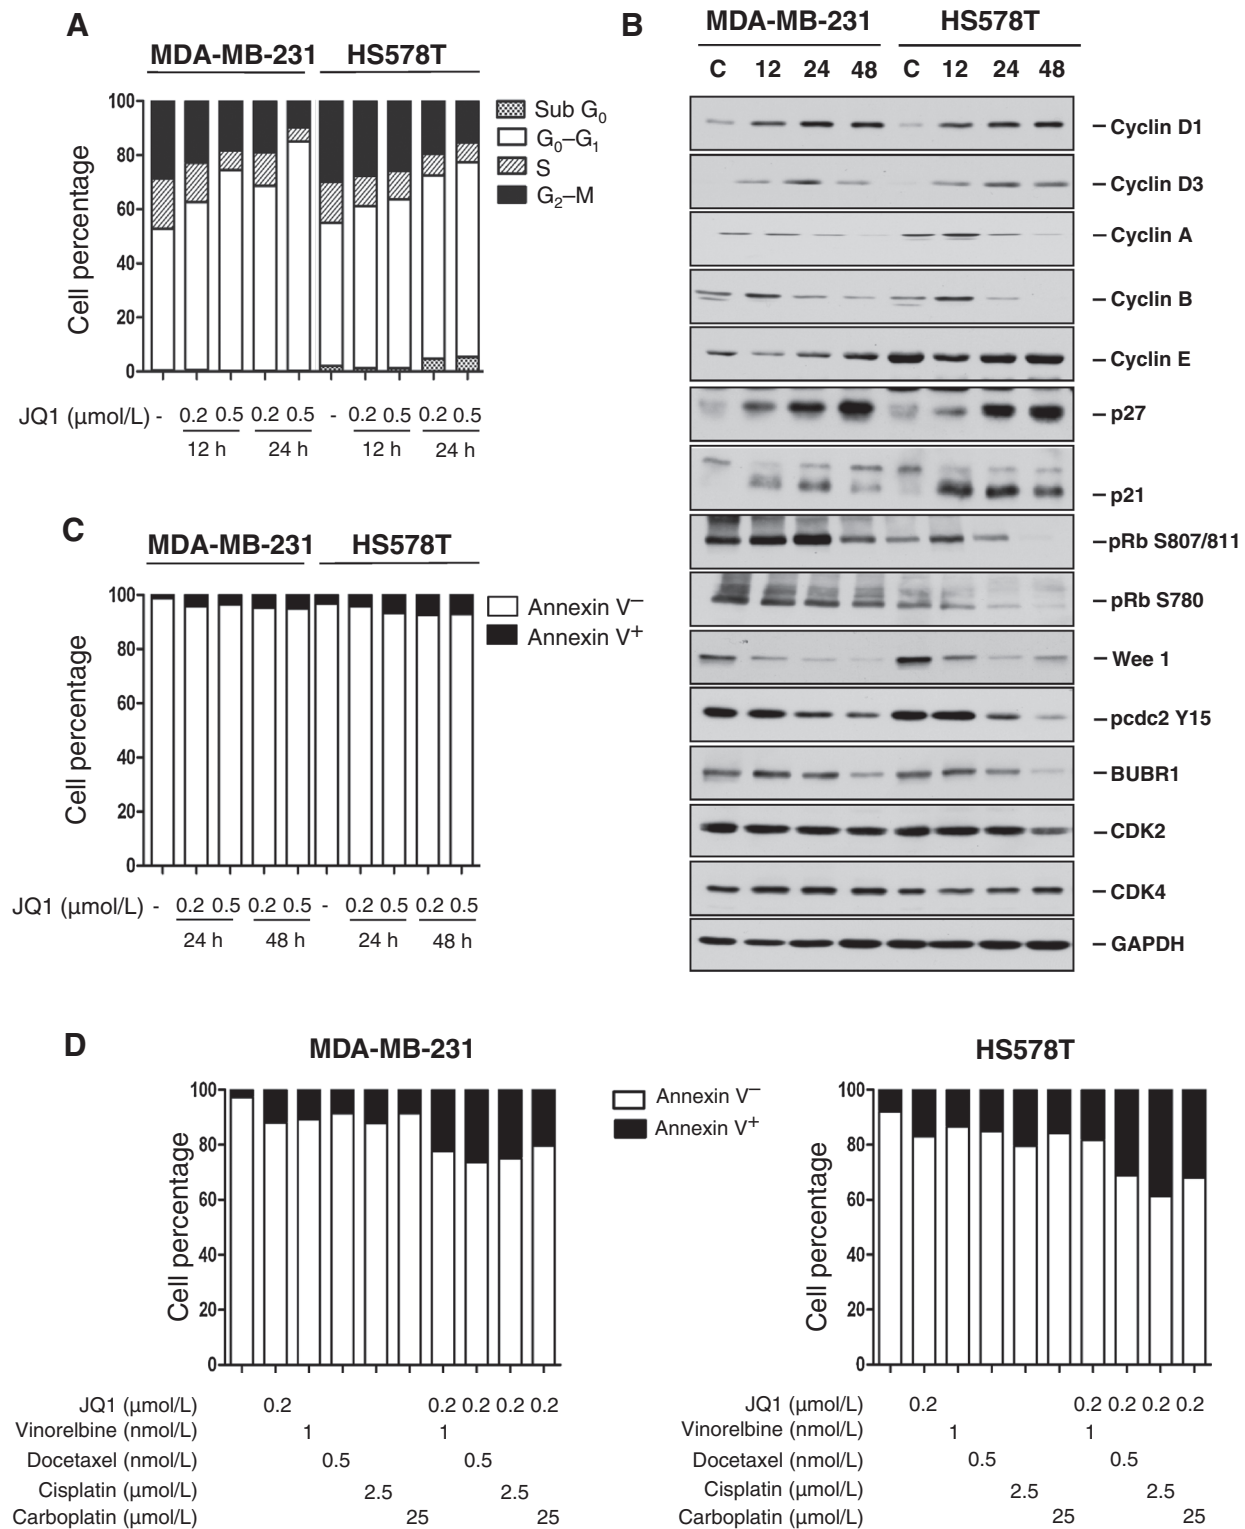 A
MDA-MB-231 HS578T
100
80
60
40
20
0
Cell percentage
Sub G0
G0–G1
S
G2–M
JQ1 (μmol/L) - 0.2 0.5 0.2 0.5 - 0.2 0.5 0.2 0.5
12 h 24 h 12 h 24 h
B
MDA-MB-231 HS578T
C 12 24 48 C 12 24 48
Cyclin D1
Cyclin D3
Cyclin A
Cyclin B
Cyclin E
p27
p21
pRb S807/811
pRb S780
Wee 1
pcdc2 Y15
BUBR1
CDK2
CDK4
GAPDH
C
MDA-MB-231 HS578T
100
80
60
40
20
0
Cell percentage
Annexin V–
Annexin V+
JQ1 (μmol/L) - 0.2 0.5 0.2 0.5 - 0.2 0.5 0.2 0.5
24 h 48 h 24 h 48 h
D
MDA-MB-231
100
80
60
40
20
0
Cell percentage
Annexin V–
Annexin V+
JQ1 (μmol/L) 0.2 0.2 0.2 0.2 0.2
Vinorelbine (nmol/L) 1 1
Docetaxel (nmol/L) 0.5 0.5
Cisplatin (μmol/L) 2.5 2.5
Carboplatin (μmol/L) 25 25
HS578T
100
80
60
40
20
0
Cell percentage
JQ1 (μmol/L) 0.2 0.2 0.2 0.2 0.2
Vinorelbine (nmol/L) 1 1
Docetaxel (nmol/L) 0.5 0.5
Cisplatin (μmol/L) 2.5 2.5
Carboplatin (μmol/L) 25 25